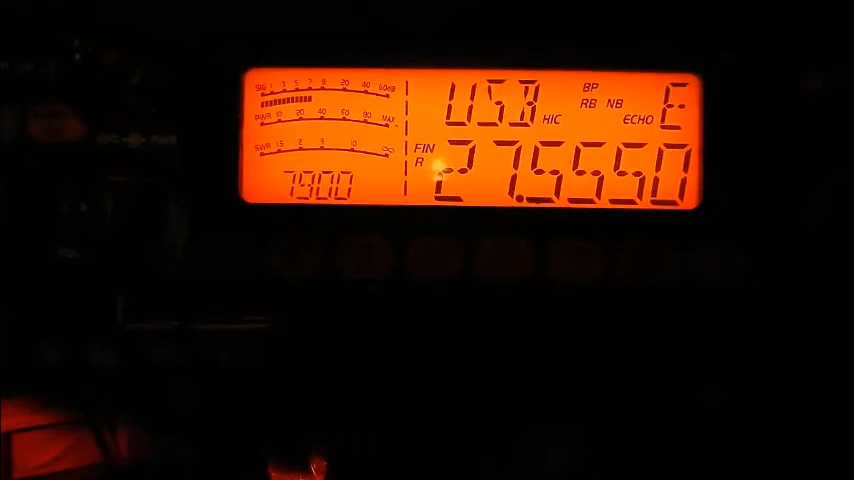 SIG 1 3 5 7 9 20 40 60dB
PWR 10 20 40 60 80 MAX
SWR 1.5 2 3 10 ∞
7900
USB HIC BP RB NB ECHO E
FIN R 27.5550